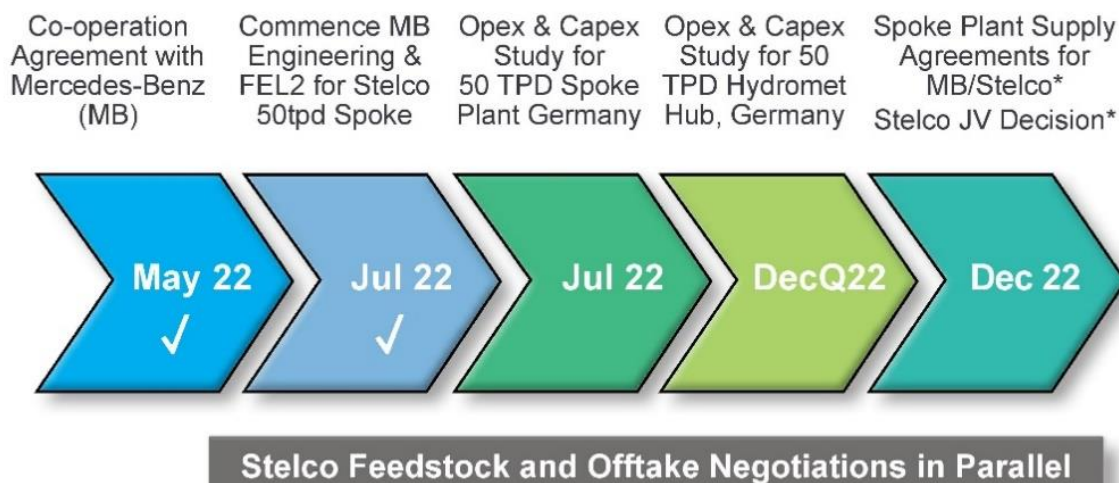 Co-operation
Agreement with
Mercedes-Benz
(MB)
Commence MB
Engineering &
FEL2 for Stelco
50tpd Spoke
Opex & Capex
Study for
50 TPD Spoke
Plant Germany
Opex & Capex
Study for 50
TPD Hydromet
Hub, Germany
Spoke Plant Supply
Agreements for
MB/Stelco*
Stelco JV Decision*
May 22
√
Jul 22
√
Jul 22
DecQ22
Dec 22
Stelco Feedstock and Offtake Negotiations in Parallel